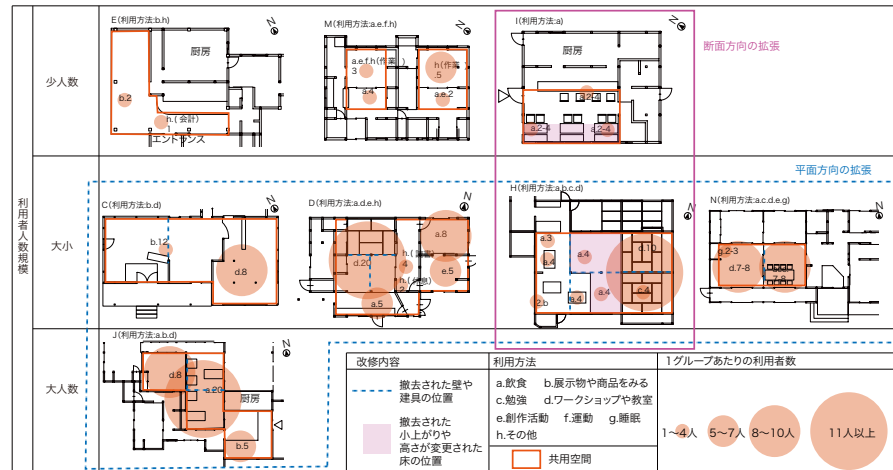 利用者人数規模
少人数
E(利用方法:b.h)
N
厨房
b.2
h.(会計)
1
エントランス
M(利用方法:a.e.f.h)
N
a.e.f.h(作業)
3
a.4
h(作業)
.5
a.e.2
I(利用方法:a)
N
厨房
a.2-4
a.2-4
a.2-4
断面方向の拡張
平面方向の拡張
大小
C(利用方法:b.d)
N
b.12
d.8
D(利用方法:a.d.e.h)
N
d.20
a.8
4
e.5
a.5
H(利用方法:a.b.c.d)
N
a.3
a.4
a.4
d.10
a.4
c.4
2.b
a.4
N(利用方法:a.c.d.e.g)
N
g.2-3
d.7-8
7-8
大人数
J(利用方法:a.b.d)
N
d.8
a.20
厨房
b.5
改修内容
撤去された壁や
建具の位置
撤去された
小上がりや
高さが変更された
床の位置
利用方法
a.飲食 b.展示物や商品をみる
c.勉強 d.ワークショップや教室
e.創作活動 f.運動 g.睡眠
h.その他
共用空間
1グループあたりの利用者数
1〜4人
5〜7人
8〜10人
11人以上